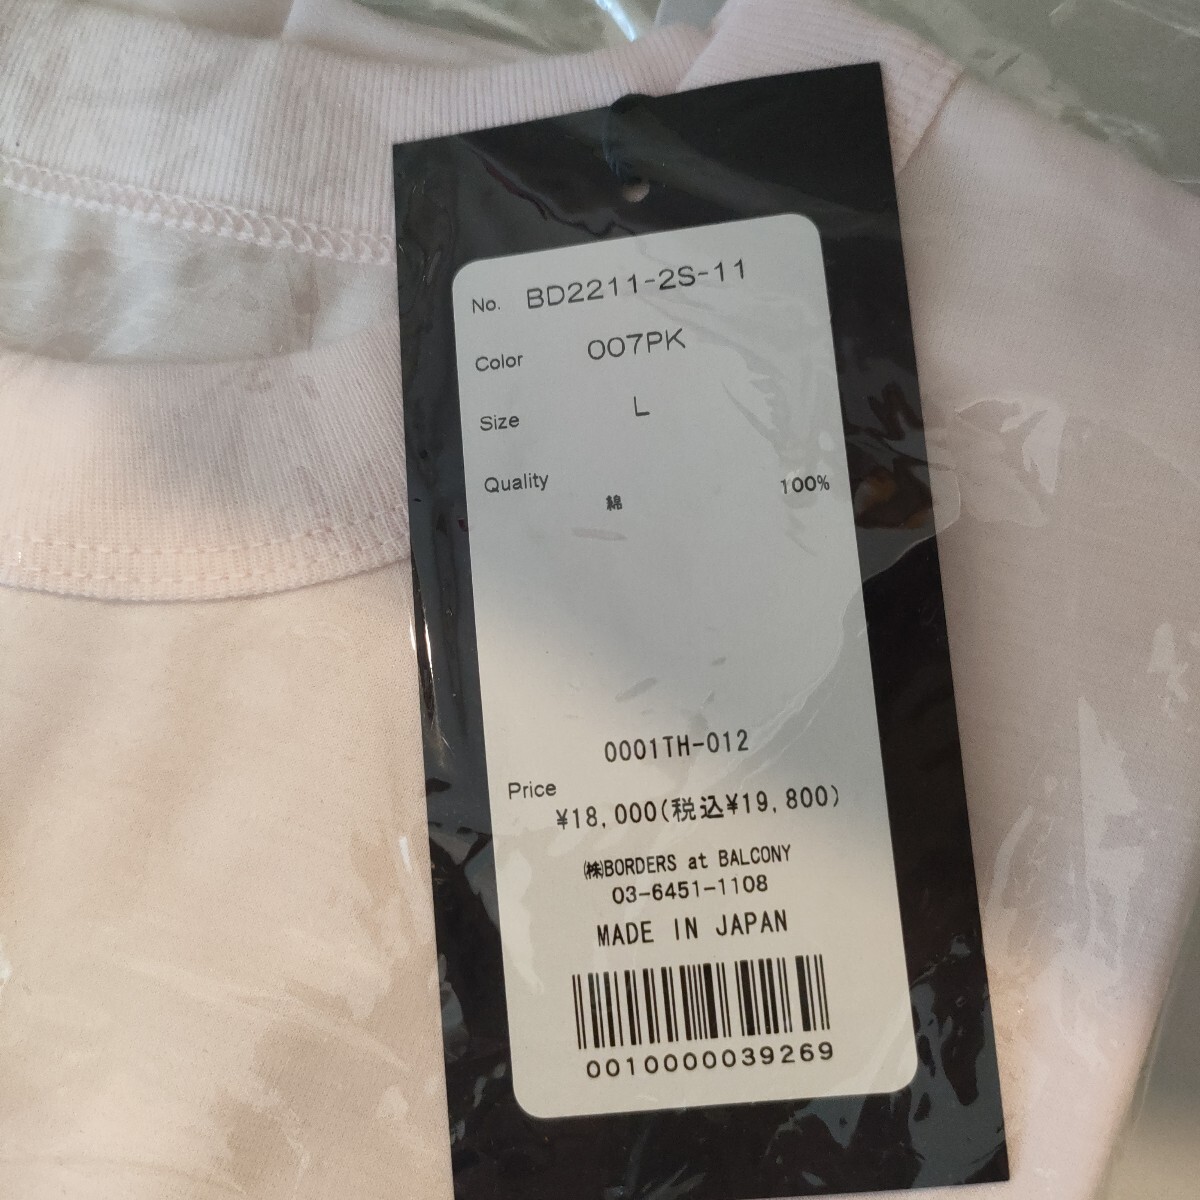 No. BD2211-2S-11
Color 007PK
Size L
Quality
綿 100%
0001TH-012
Price
¥18,000(税込¥19,800)
㈱BORDERS at BALCONY
03-6451-1108
MADE IN JAPAN
0010000039269